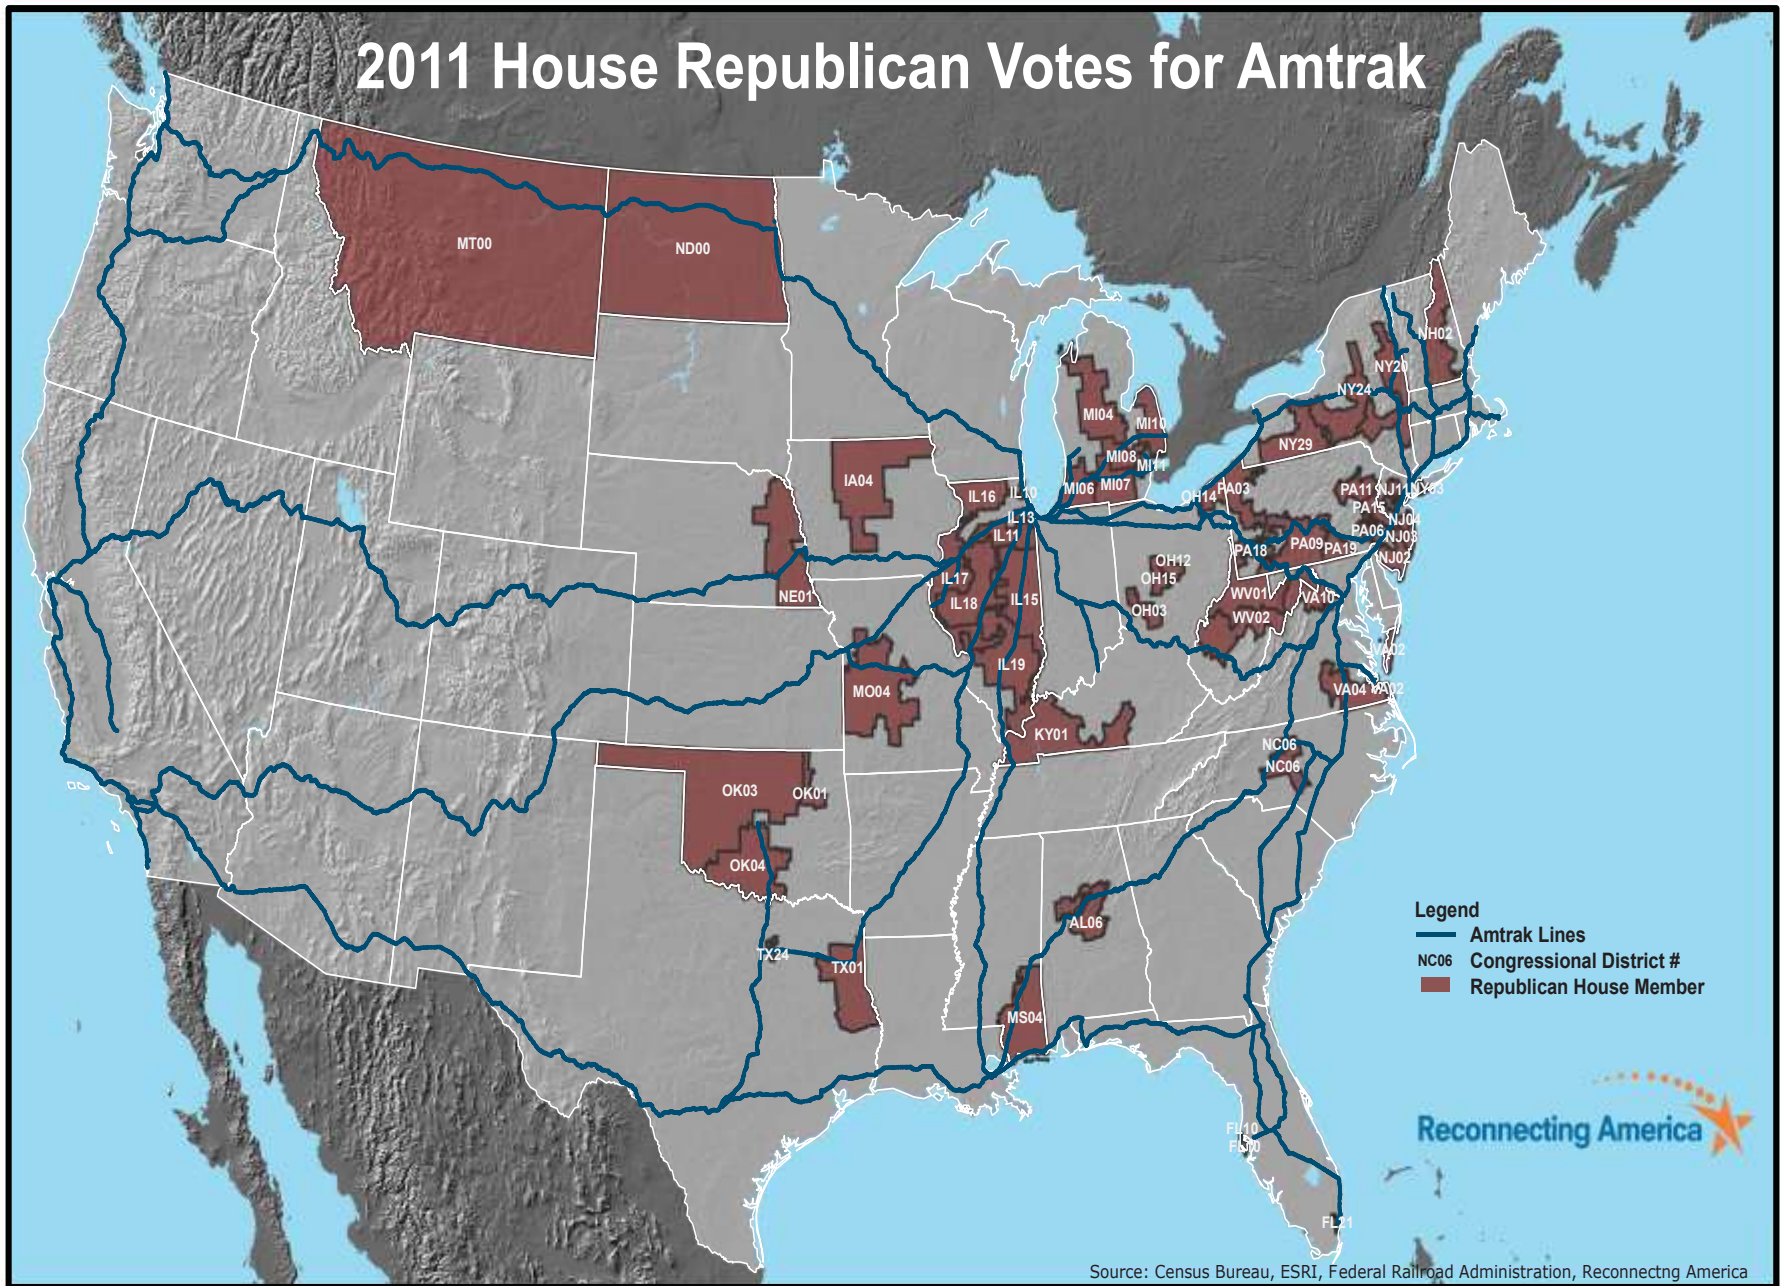 2011 House Republican Votes for Amtrak
MT00
ND00
NH02
NY20
NY24
MI04
MI10
NY29
MI08
MI11
IA04
MI06
MI07
IL16
IL10
OH14
PA03
PA11
NJ11
PA15
IL13
NJ04
IL11
PA06
NJ03
PA09
PA19
PA18
NJ02
OH12
OH15
IL17
NE01
IL18
IL15
OH03
WV01
VA10
WV02
VA02
IL19
MO04
VA04
VA02
KY01
NC06
NC06
OK03
OK01
OK04
AL06
TX24
TX01
MS04
Legend
Amtrak Lines
NC06 Congressional District #
Republican House Member
Reconnecting America
FL10
FL10
FL21
Source: Census Bureau, ESRI, Federal Railroad Administration, Reconnectng America